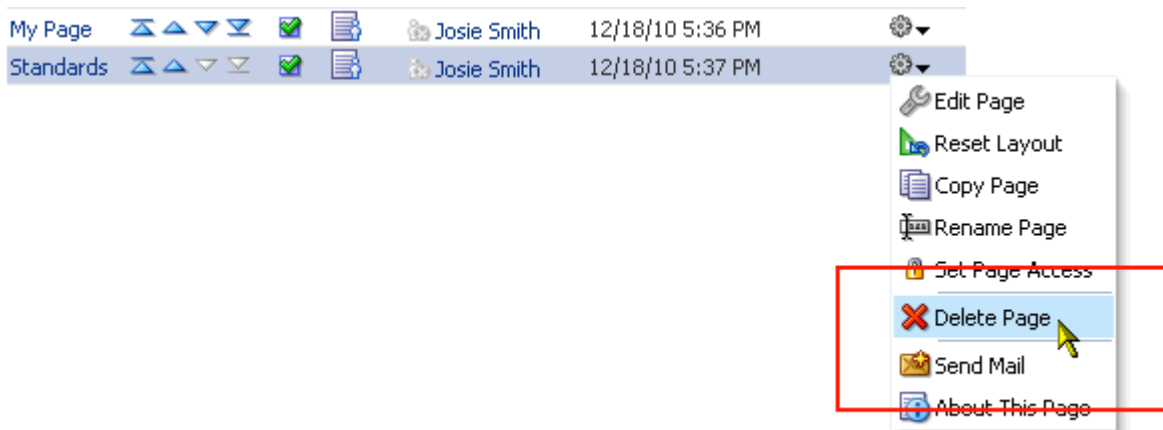 My Page Josie Smith 12/18/10 5:36 PM
Standards Josie Smith 12/18/10 5:37 PM
Edit Page
Reset Layout
Copy Page
Rename Page
Set Page Access
Delete Page
Send Mail
About This Page